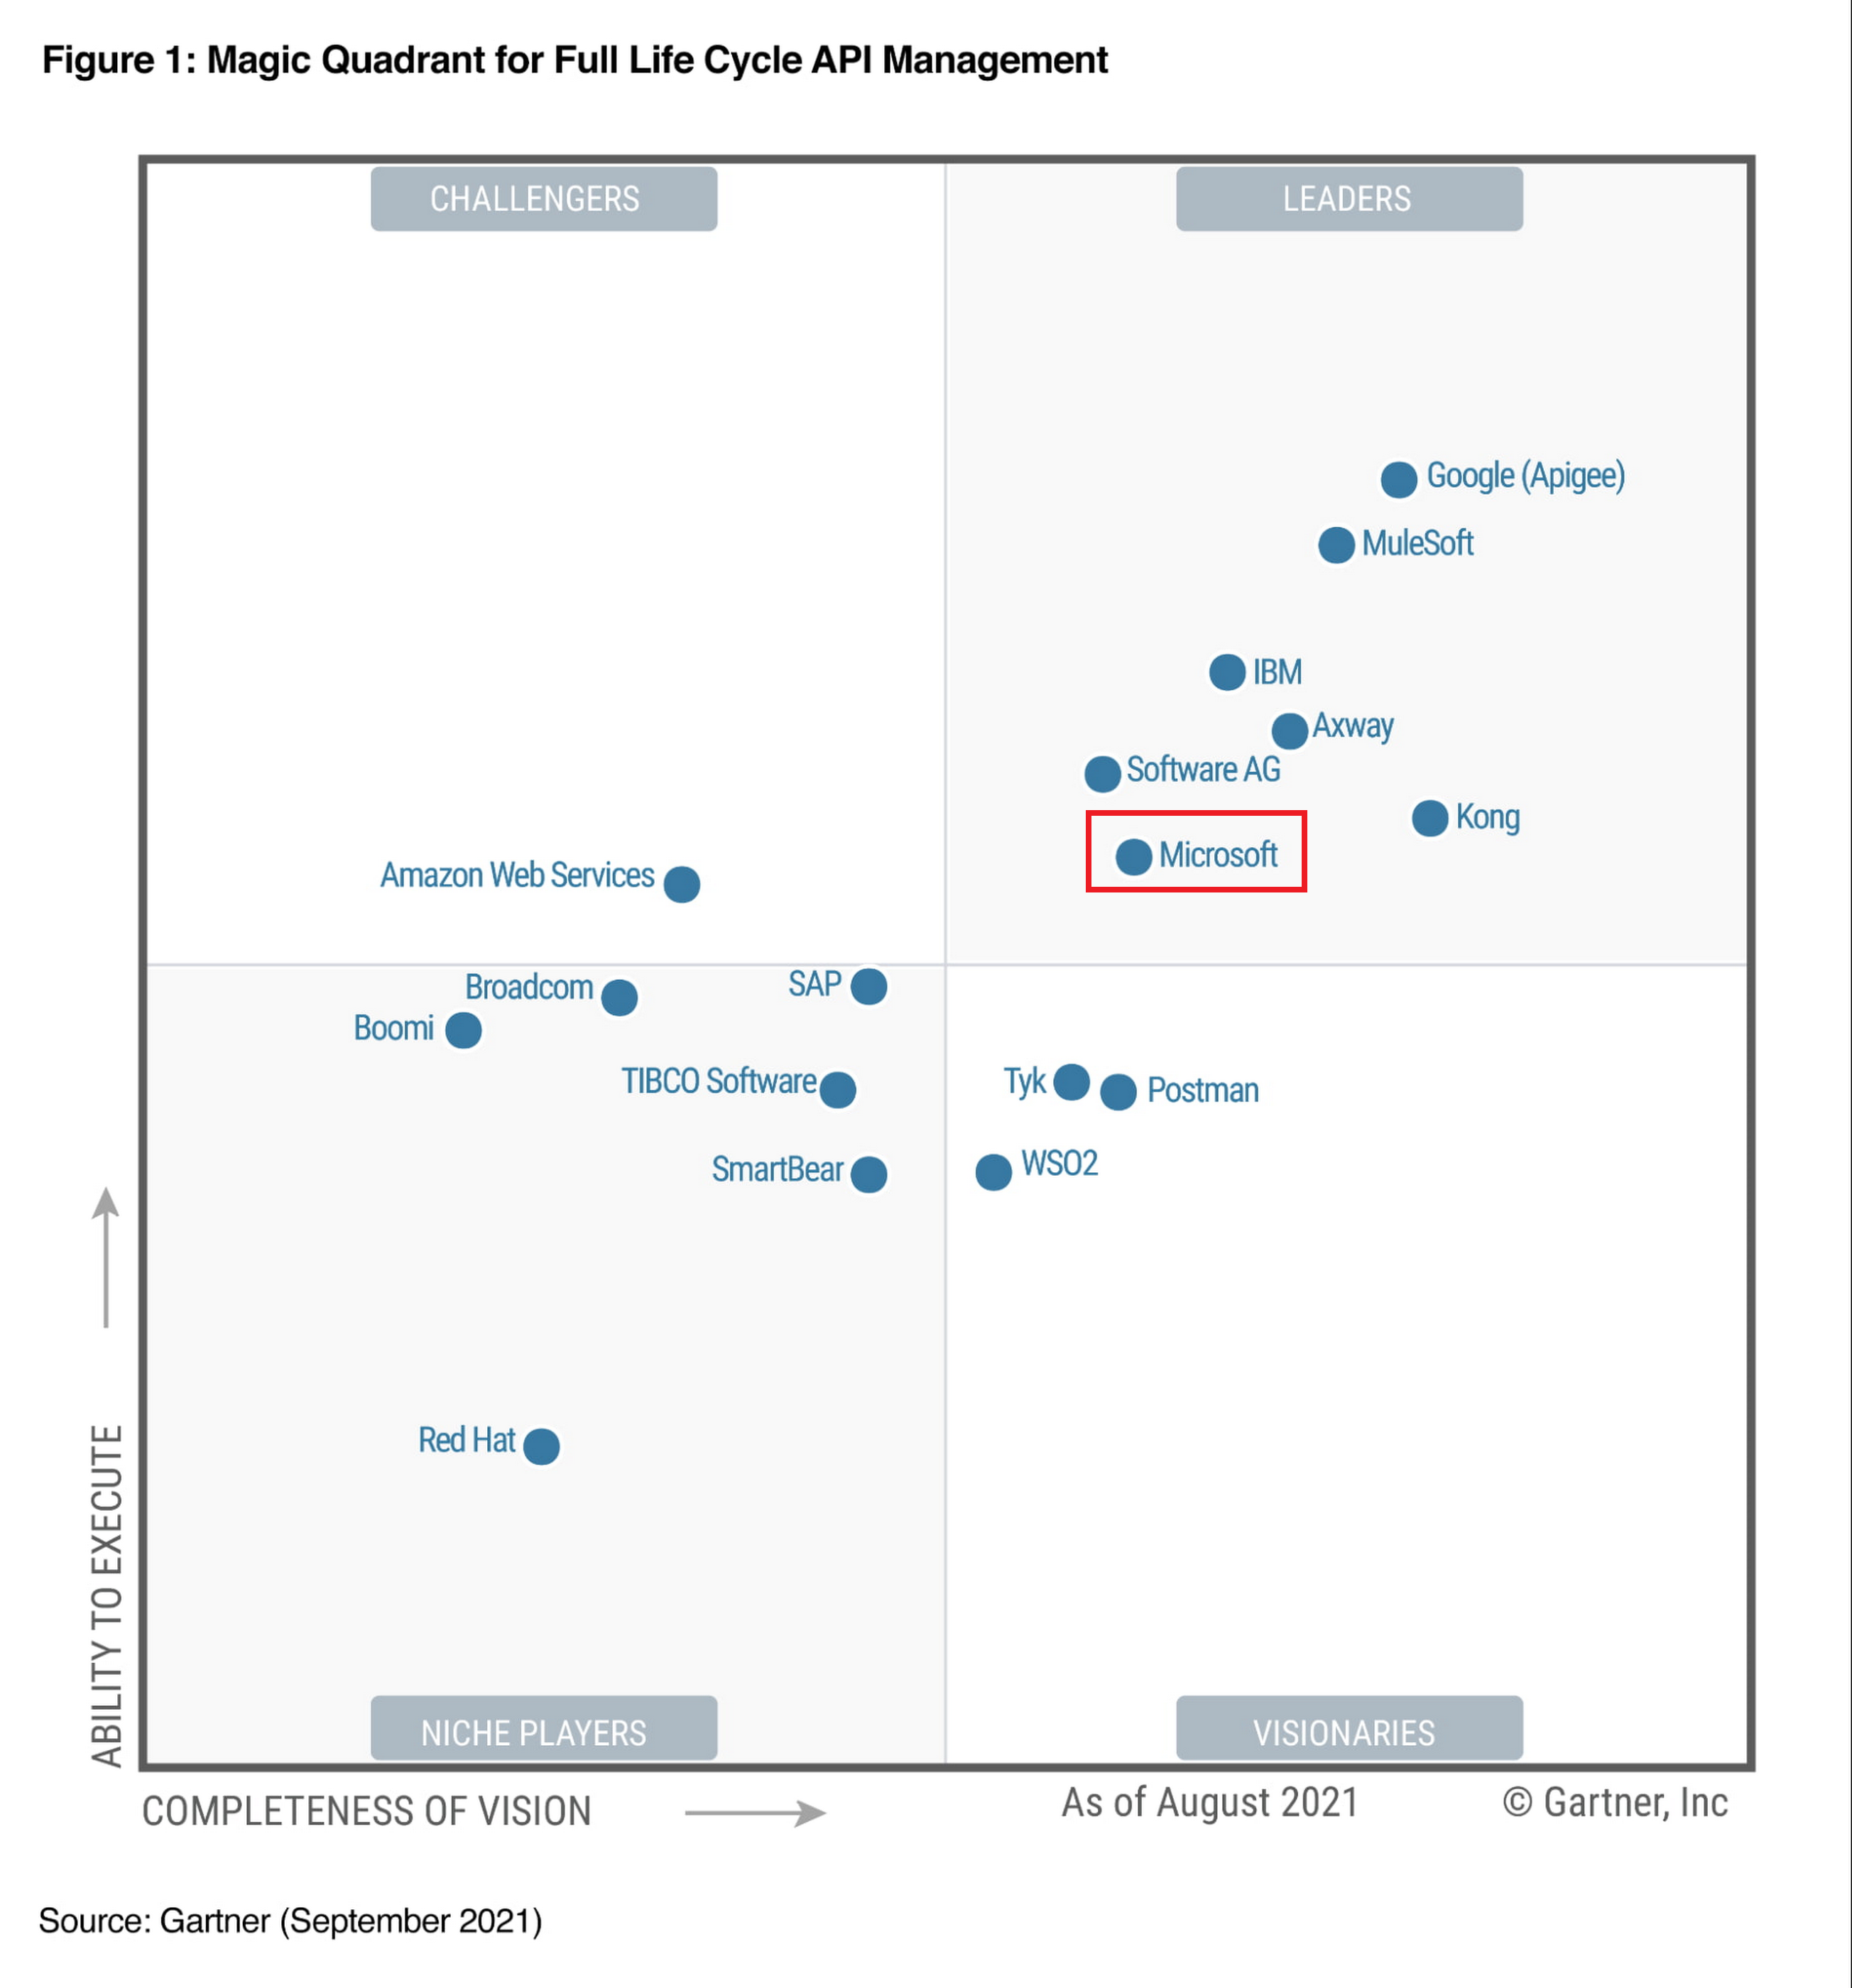 Figure 1: Magic Quadrant for Full Life Cycle API Management
CHALLENGERS
LEADERS
Google (Apigee)
MuleSoft
IBM
Axway
Software AG
Kong
Microsoft
Amazon Web Services
Broadcom
SAP
Boomi
TIBCO Software
Tyk
Postman
SmartBear
WSO2
Red Hat
NICHE PLAYERS
VISIONARIES
ABILITY TO EXECUTE
COMPLETENESS OF VISION
As of August 2021
© Gartner, Inc
Source: Gartner (September 2021)